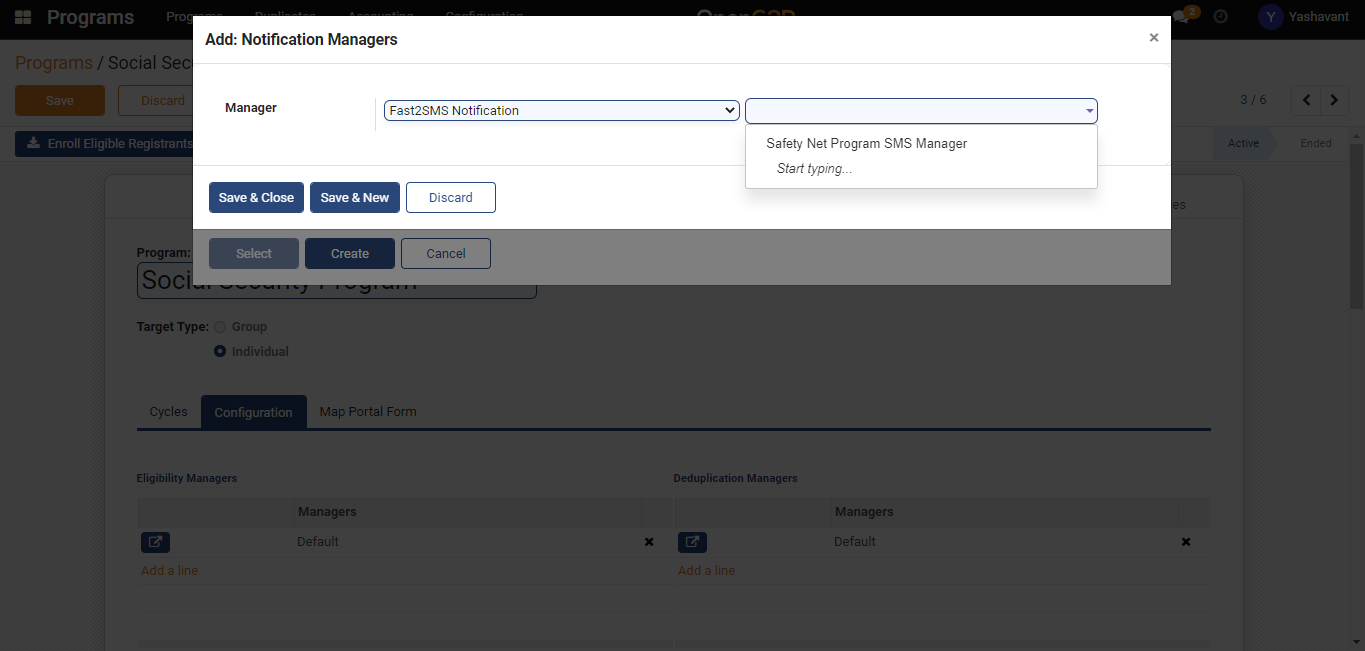 Programs Programs Duplicates Accounting Configuration OpenG2P 2 Y Yashavant
Add: Notification Managers ×
Programs / Social Sec
Save Discard 3 / 6
Manager Fast2SMS Notification
Safety Net Program SMS Manager
Start typing...
Enroll Eligible Registrants Active Ended
Save & Close Save & New Discard
es
Select Create Cancel
Program:
Social Security Program
Target Type: Group
Individual
Cycles Configuration Map Portal Form
Eligibility Managers Deduplication Managers
Managers Managers
Default Default
Add a line Add a line